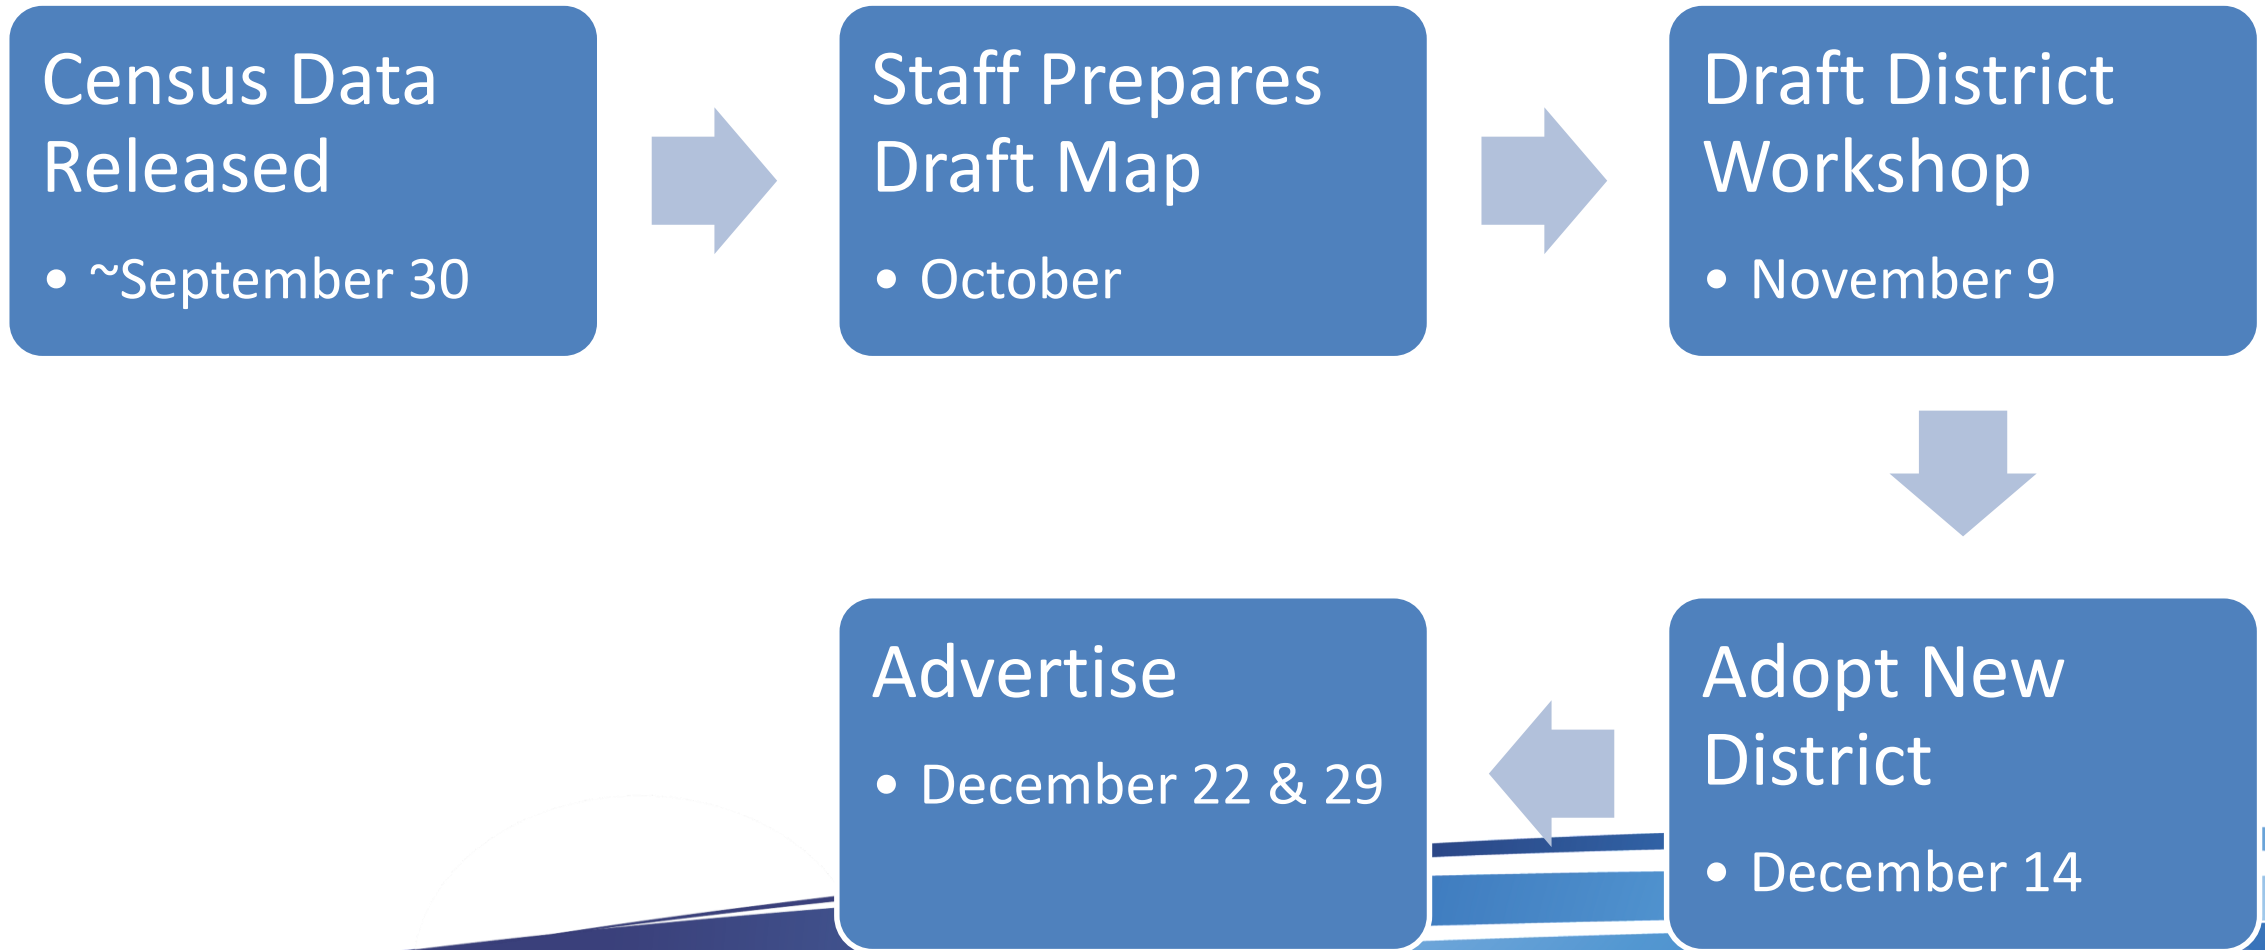 Census Data
Released
• ~September 30
Staff Prepares
Draft Map
• October
Draft District
Workshop
• November 9
Adopt New
District
• December 14
Advertise
• December 22 & 29